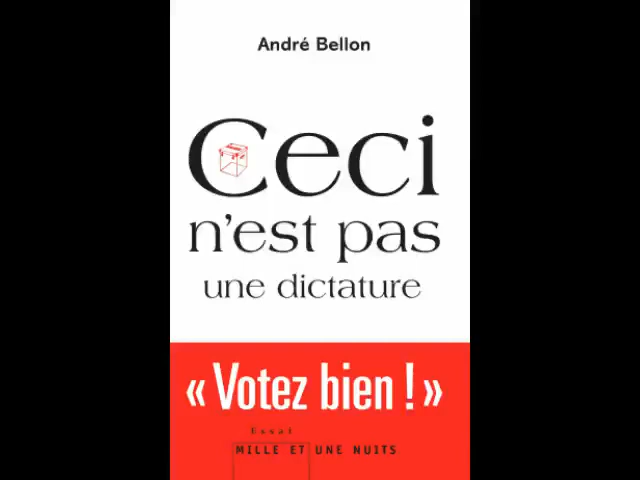 André Bellon
Ceci
n'est pas
une dictature
« Votez bien ! »
Essai
MILLE ET UNE NUITS